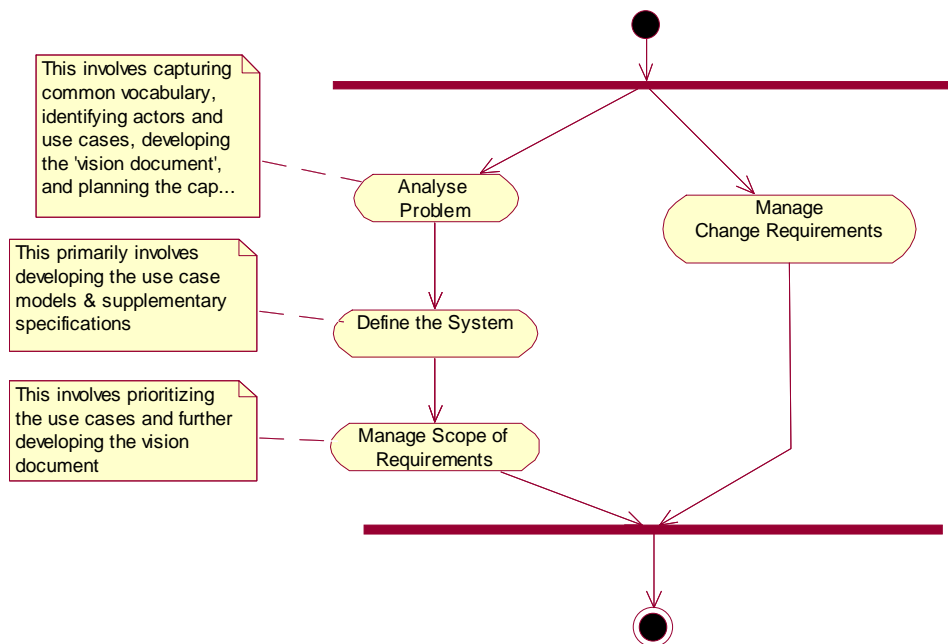 This involves capturing
common vocabulary,
identifying actors and
use cases, developing
the 'vision document',
and planning the cap...
Analyse
Problem
Manage
Change Requirements
This primarily involves
developing the use case
models & supplementary
specifications
Define the System
This involves prioritizing
the use cases and further
developing the vision
document
Manage Scope of
Requirements